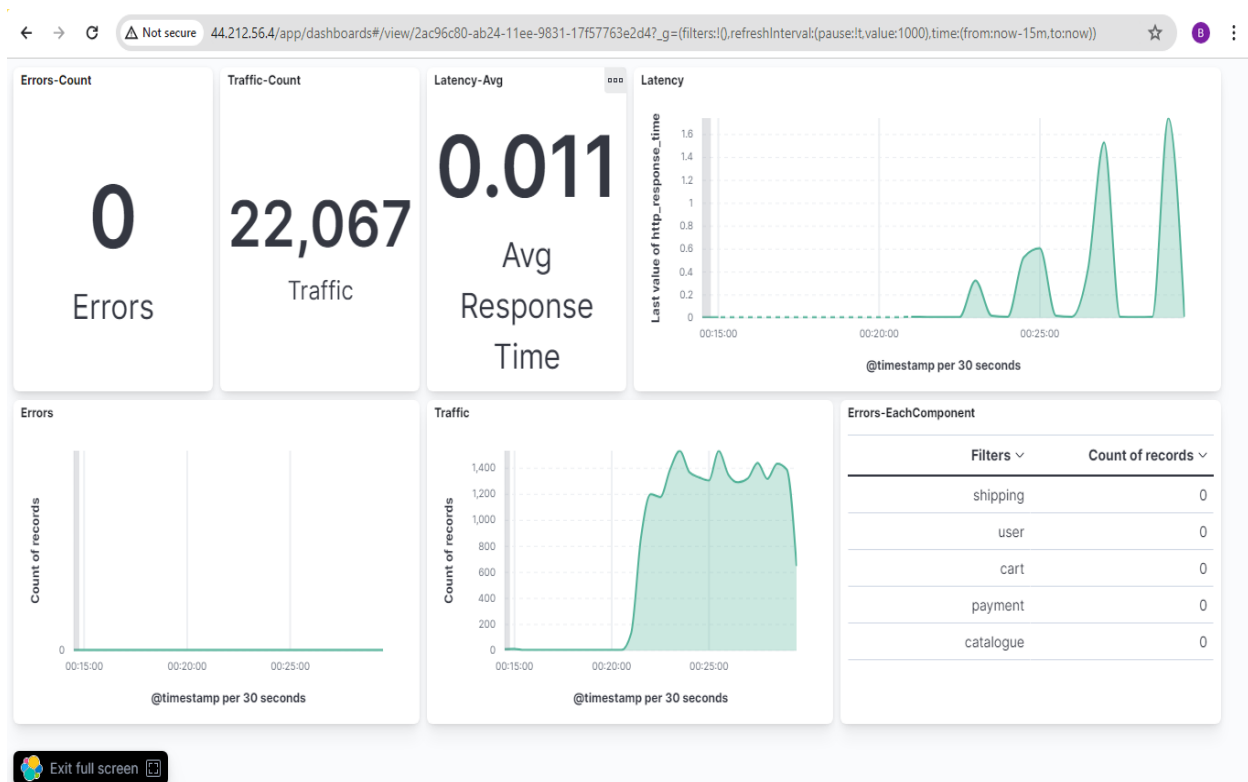 Not secure 44.212.56.4/app/dashboards#/view/2ac96c80-ab24-11ee-9831-17f57763e2d4?_g=(filters:!(),refreshInterval:(pause:!t,value:1000),time:(from:now-15m,to:now))
B
Errors-Count
0
Errors
Traffic-Count
22,067
Traffic
Latency-Avg
0.011
Avg
Response
Time
Latency
Last value of http_response_time
1.6
1.4
1.2
1
0.8
0.6
0.4
0.2
0
00:15:00 00:20:00 00:25:00
@timestamp per 30 seconds
Errors
Count of records
0
00:15:00 00:20:00 00:25:00
@timestamp per 30 seconds
Traffic
Count of records
1,400
1,200
1,000
800
600
400
200
0
00:15:00 00:20:00 00:25:00
@timestamp per 30 seconds
Errors-EachComponent
Filters Count of records
shipping 0
user 0
cart 0
payment 0
catalogue 0
Exit full screen